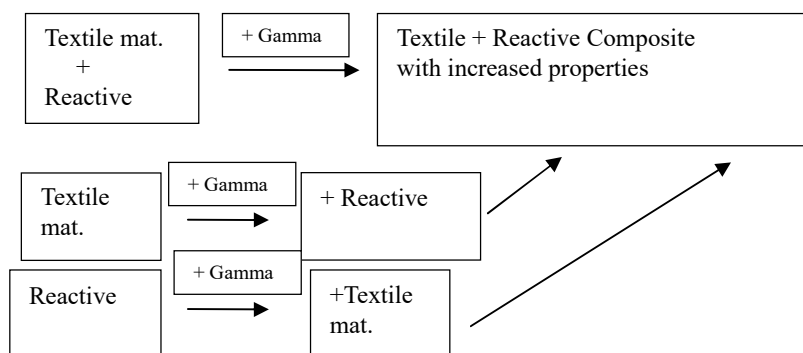 Textile mat.
+
Reactive
+ Gamma
Textile + Reactive Composite
with increased properties
Textile
mat.
+ Gamma
+ Reactive
Reactive
+ Gamma
+Textile
mat.